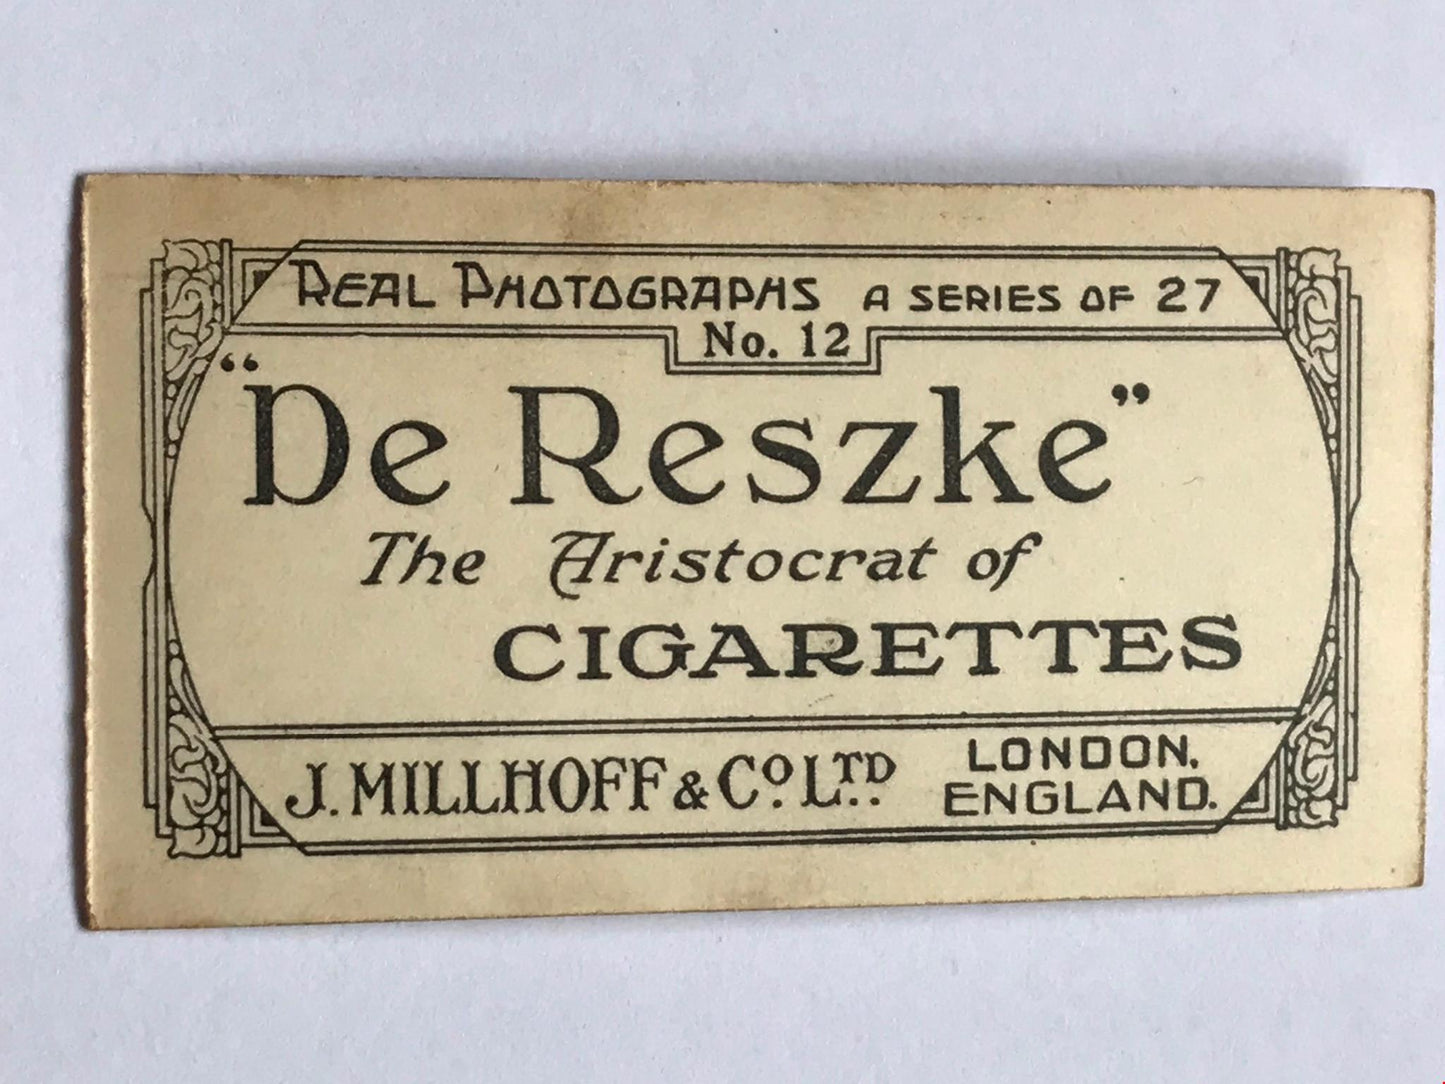 REAL PHOTOGRAPHS A SERIES OF 27
No. 12
“De Reszke”
The Aristocrat of
CIGARETTES
J. MILLHOFF & Co. LTD.
LONDON.
ENGLAND.